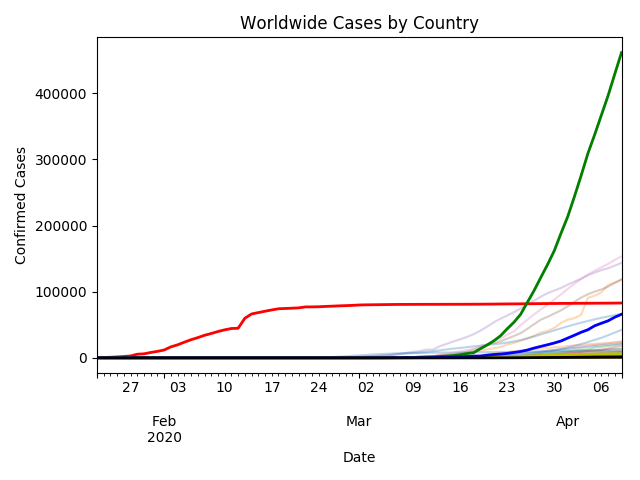 Worldwide Cases by Country
Confirmed Cases
400000
300000
200000
100000
0
27 03 10 17 24 02 09 16 23 30 06
Feb Mar Apr
2020
Date